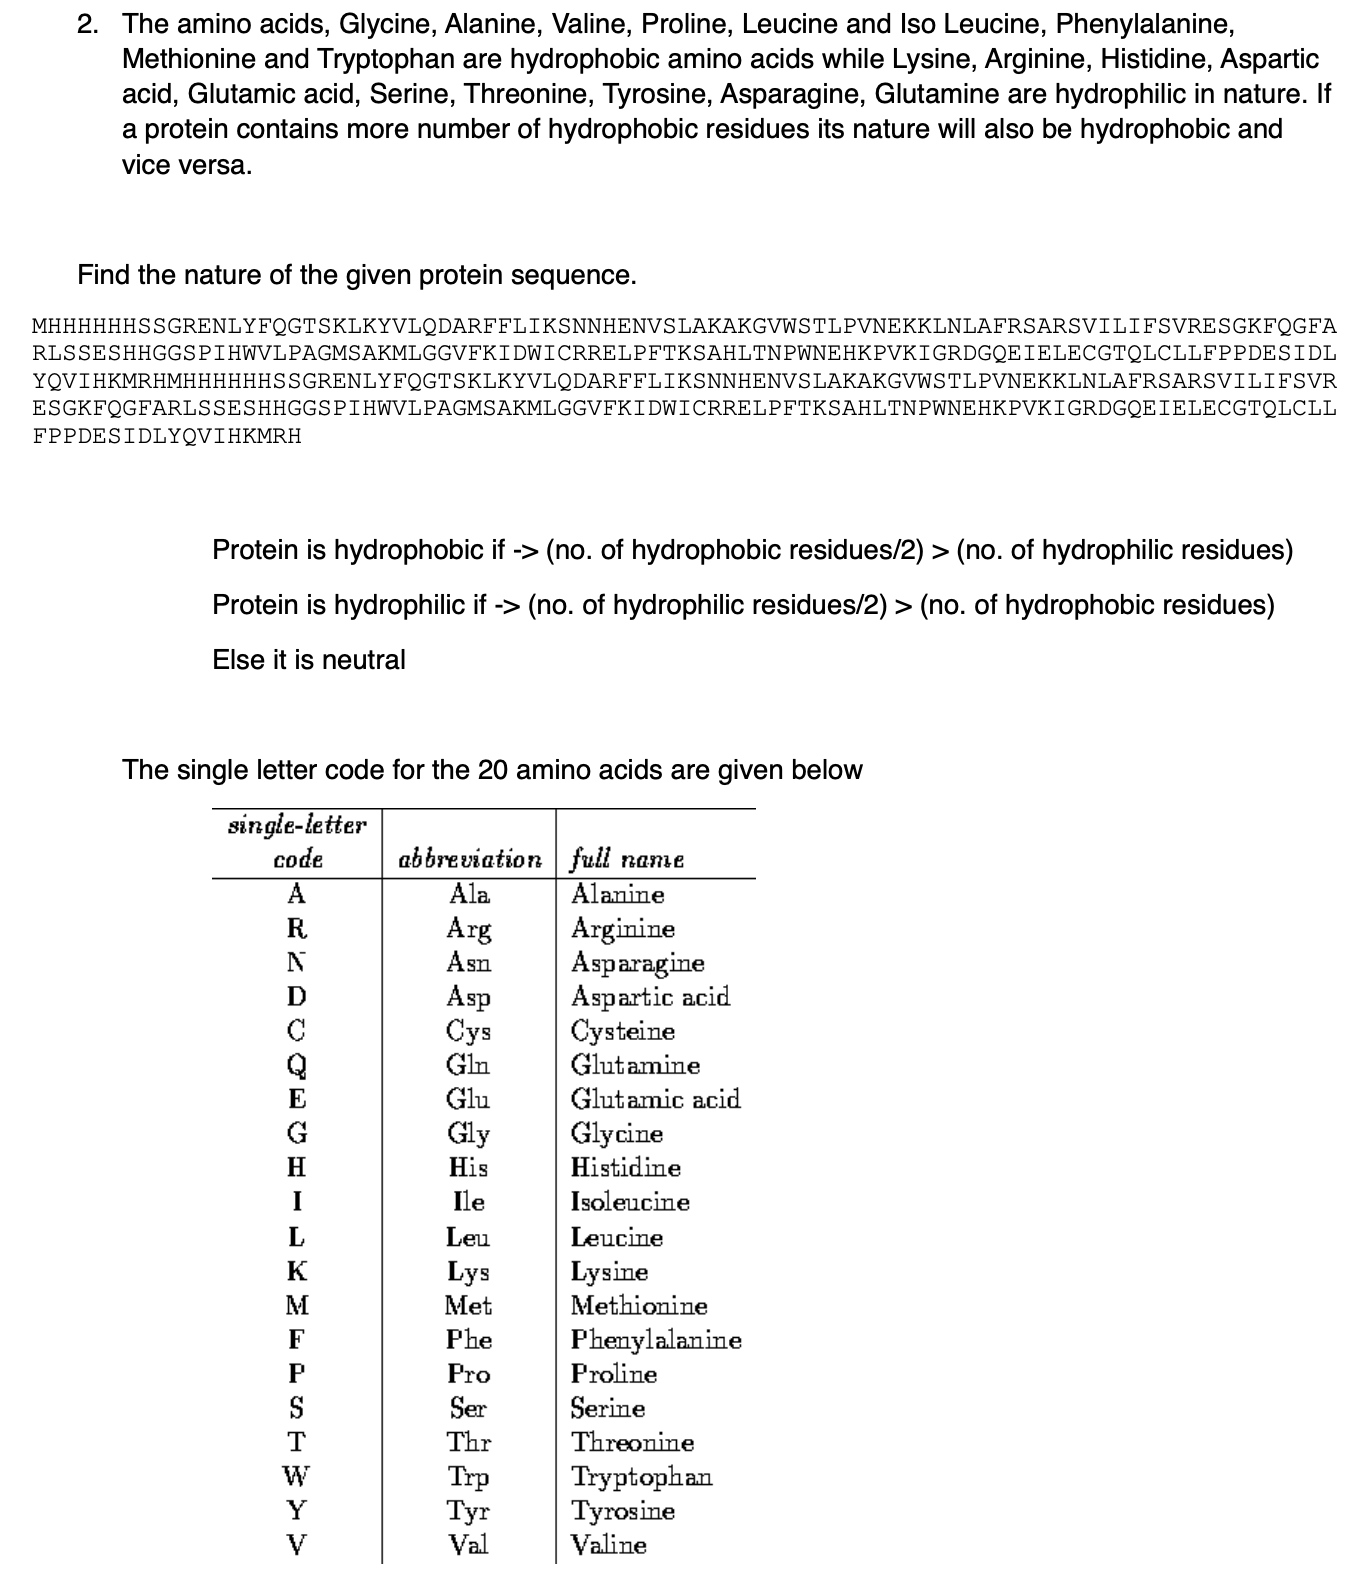 2. The amino acids, Glycine, Alanine, Valine, Proline, Leucine and Iso Leucine, Phenylalanine,
Methionine and Tryptophan are hydrophobic amino acids while Lysine, Arginine, Histidine, Aspartic
acid, Glutamic acid, Serine, Threonine, Tyrosine, Asparagine, Glutamine are hydrophilic in nature. If
a protein contains more number of hydrophobic residues its nature will also be hydrophobic and
vice versa.
Find the nature of the given protein sequence.
MHHHHHHSSGRENLYFQGTSKLKYVLQDARFFLIKSNNHENVSLAKAKGVWSTLPVNEKKLNLAFRSARSVILIFSVRESGKFQGFA
RLSSESHHGGSPIHWVLPAGMSAKMLGGVFKIDWICRRELPFTKSAHLTNPWNEHKPVKIGRDGQEIELECGTQLCLLFPPDESIDL
YQVIHKMRHMHHHHHHSSGRENLYFQGTSKLKYVLQDARFFLIKSNNHENVSLAKAKGVWSTLPVNEKKLNLAFRSARSVILIFSVR
ESGKFQGFARLSSESHHGGSPIHWVLPAGMSAKMLGGVFKIDWICRRELPFTKSAHLTNPWNEHKPVKIGRDGQEIELECGTQLCLL
FPPDESIDLYQVIHKMRH
Protein is hydrophobic if -> (no. of hydrophobic residues/2) > (no. of hydrophilic residues)
Protein is hydrophilic if -> (no. of hydrophilic residues/2) > (no. of hydrophobic residues)
Else it is neutral
The single letter code for the 20 amino acids are given below
single-letter
code abbreviation full name
A Ala Alanine
R Arg Arginine
N Asn Asparagine
D Asp Aspartic acid
C Cys Cysteine
Q Gln Glutamine
E Glu Glutamic acid
G Gly Glycine
H His Histidine
I Ile Isoleucine
L Leu Leucine
K Lys Lysine
M Met Methionine
F Phe Phenylalanine
P Pro Proline
S Ser Serine
T Thr Threonine
W Trp Tryptophan
Y Tyr Tyrosine
V Val Valine